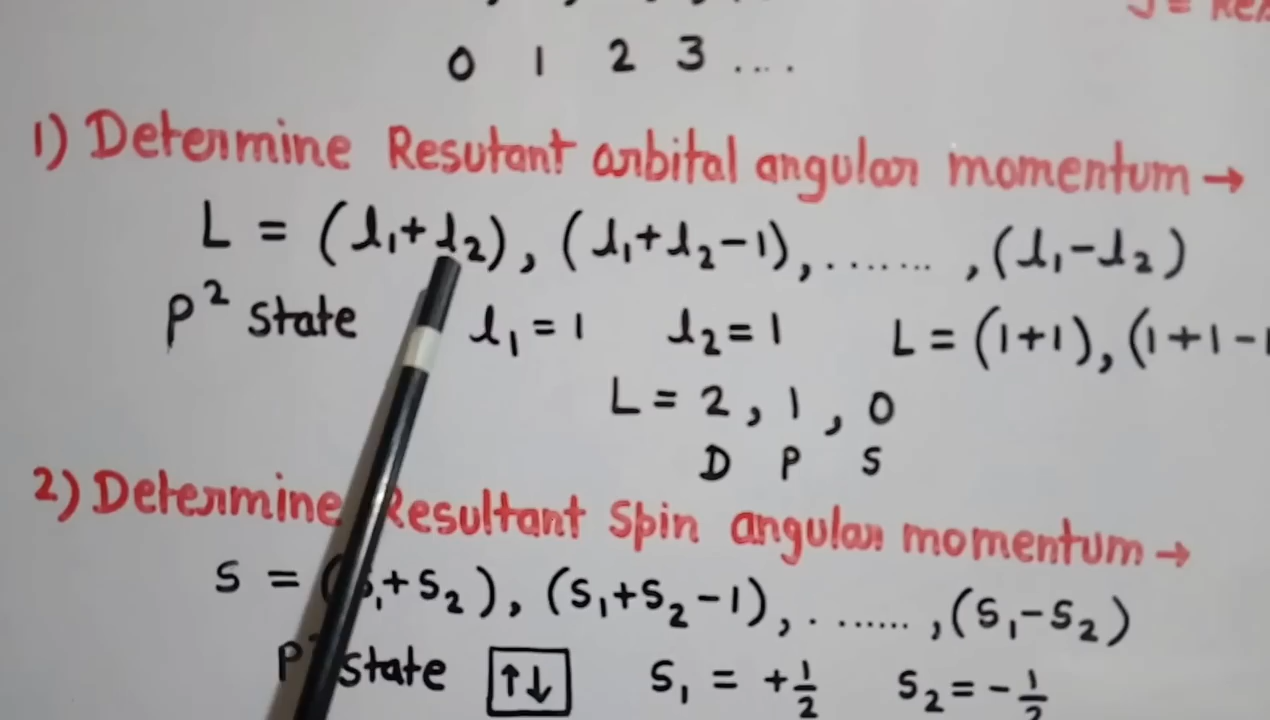 J = Re
0 1 2 3 ....
1) Determine Resutant orbital angular momentum →
L = (l₁+l₂), (l₁+l₂-1), ......., (l₁-l₂)
P² state l₁ = 1 l₂ = 1 L = (1+1), (1+1-
L = 2, 1, 0
D P S
2) Determine Resultant Spin angular momentum →
S = (S₁+S₂), (S₁+S₂-1), ......., (S₁-S₂)
P² state ↑↓ S₁ = +1/2 S₂ = -1/2